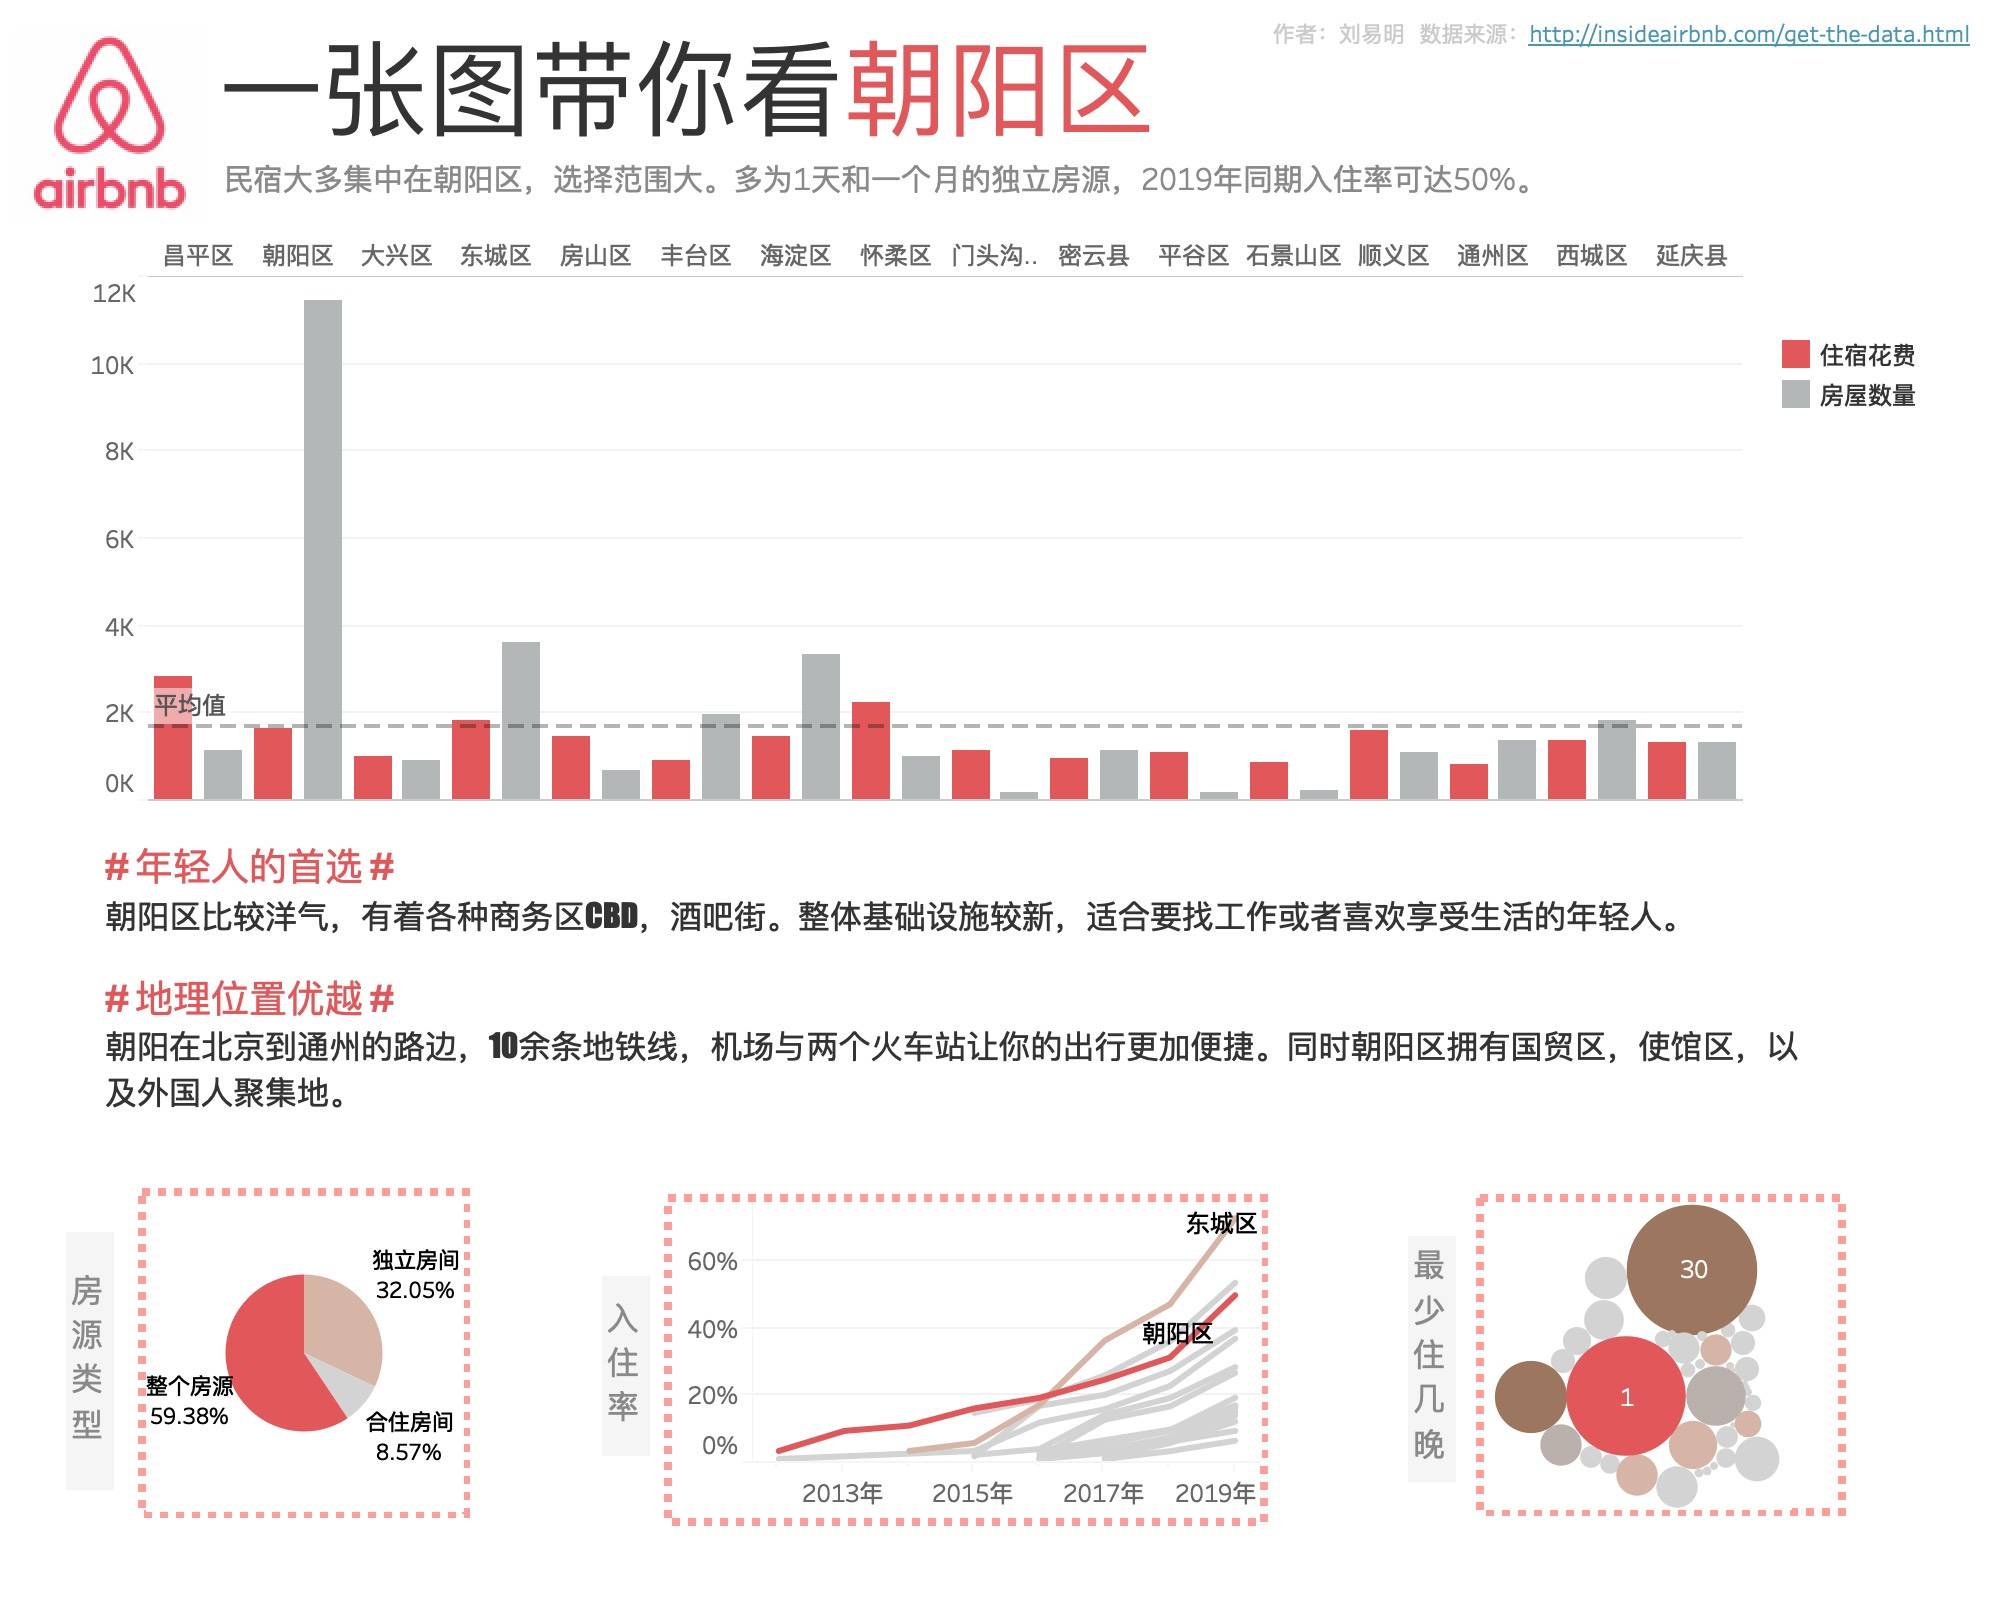 作者：刘易明 数据来源：http://insideairbnb.com/get-the-data.html
airbnb
一张图带你看朝阳区
民宿大多集中在朝阳区，选择范围大。多为1天和一个月的独立房源，2019年同期入住率可达50%。
昌平区 朝阳区 大兴区 东城区 房山区 丰台区 海淀区 怀柔区 门头沟.. 密云县 平谷区 石景山区 顺义区 通州区 西城区 延庆县
12K
10K
8K
6K
4K
2K
0K
平均值
住宿花费
房屋数量
#年轻人的首选#
朝阳区比较洋气，有着各种商务区CBD，酒吧街。整体基础设施较新，适合要找工作或者喜欢享受生活的年轻人。
#地理位置优越#
朝阳在北京到通州的路边，10余条地铁线，机场与两个火车站让你的出行更加便捷。同时朝阳区拥有国贸区，使馆区，以
及外国人聚集地。
房源类型
独立房间
32.05%
整个房源
59.38%
合住房间
8.57%
入住率
东城区
朝阳区
60%
40%
20%
0%
2013年 2015年 2017年 2019年
最少住几晚
30
1